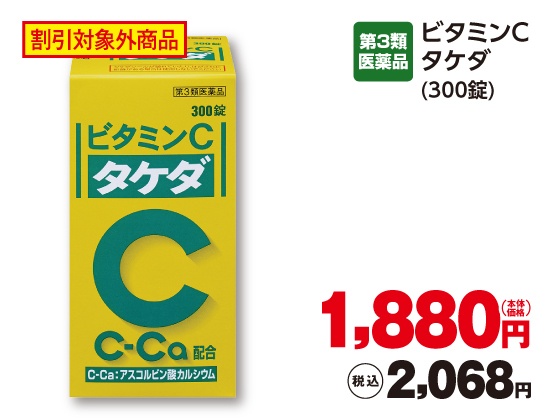 割引対象外商品
第3類医薬品
300錠
ビタミンC
タケダ
C
C-Ca配合
C-Ca:アスコルビン酸カルシウム
第3類
医薬品
ビタミンC
タケダ
(300錠)
1,880円(本体価格)
税込2,068円